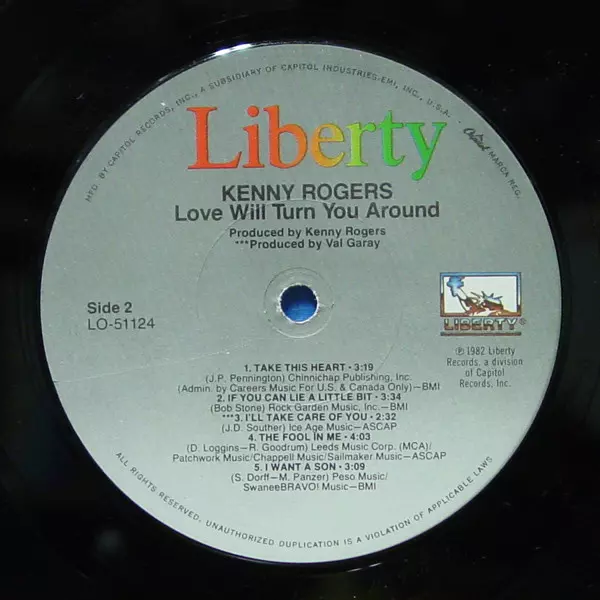 MFD. BY CAPITOL RECORDS, INC., A SUBSIDIARY OF CAPITOL INDUSTRIES-EMI, INC., U.S.A.
Capitol MARCA REG.
Liberty
KENNY ROGERS
Love Will Turn You Around
Produced by Kenny Rogers
***Produced by Val Garay
Side 2
LO-51124
LIBERTY
℗ 1982 Liberty
Records, a division
of Capitol
Records, Inc.
1. TAKE THIS HEART • 3:19
(J.P. Pennington) Chinnichap Publishing, Inc.
(Admin. by Careers Music For U.S. & Canada Only)—BMI
2. IF YOU CAN LIE A LITTLE BIT • 3:34
(Bob Stone) Rock Garden Music, Inc.—BMI
***3. I'LL TAKE CARE OF YOU • 2:32
(J.D. Souther) Ice Age Music—ASCAP
4. THE FOOL IN ME • 4:03
(D. Loggins—R. Goodrum) Leeds Music Corp. (MCA)/
Patchwork Music/Chappell Music/Sailmaker Music—ASCAP
5. I WANT A SON • 3:09
(S. Dorff—M. Panzer) Peso Music/
SwaneeBRAVO! Music—BMI
ALL RIGHTS RESERVED. UNAUTHORIZED DUPLICATION IS A VIOLATION OF APPLICABLE LAWS